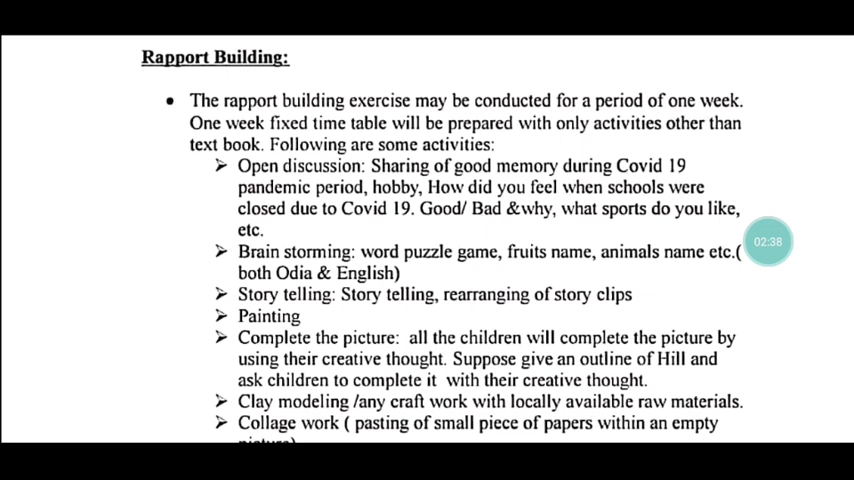 Rapport Building:
• The rapport building exercise may be conducted for a period of one week.
One week fixed time table will be prepared with only activities other than
text book. Following are some activities:
➢ Open discussion: Sharing of good memory during Covid 19
pandemic period, hobby, How did you feel when schools were
closed due to Covid 19. Good/ Bad &why, what sports do you like,
etc.
02:38
➢ Brain storming: word puzzle game, fruits name, animals name etc.(
both Odia & English)
➢ Story telling: Story telling, rearranging of story clips
➢ Painting
➢ Complete the picture: all the children will complete the picture by
using their creative thought. Suppose give an outline of Hill and
ask children to complete it with their creative thought.
➢ Clay modeling /any craft work with locally available raw materials.
➢ Collage work ( pasting of small piece of papers within an empty